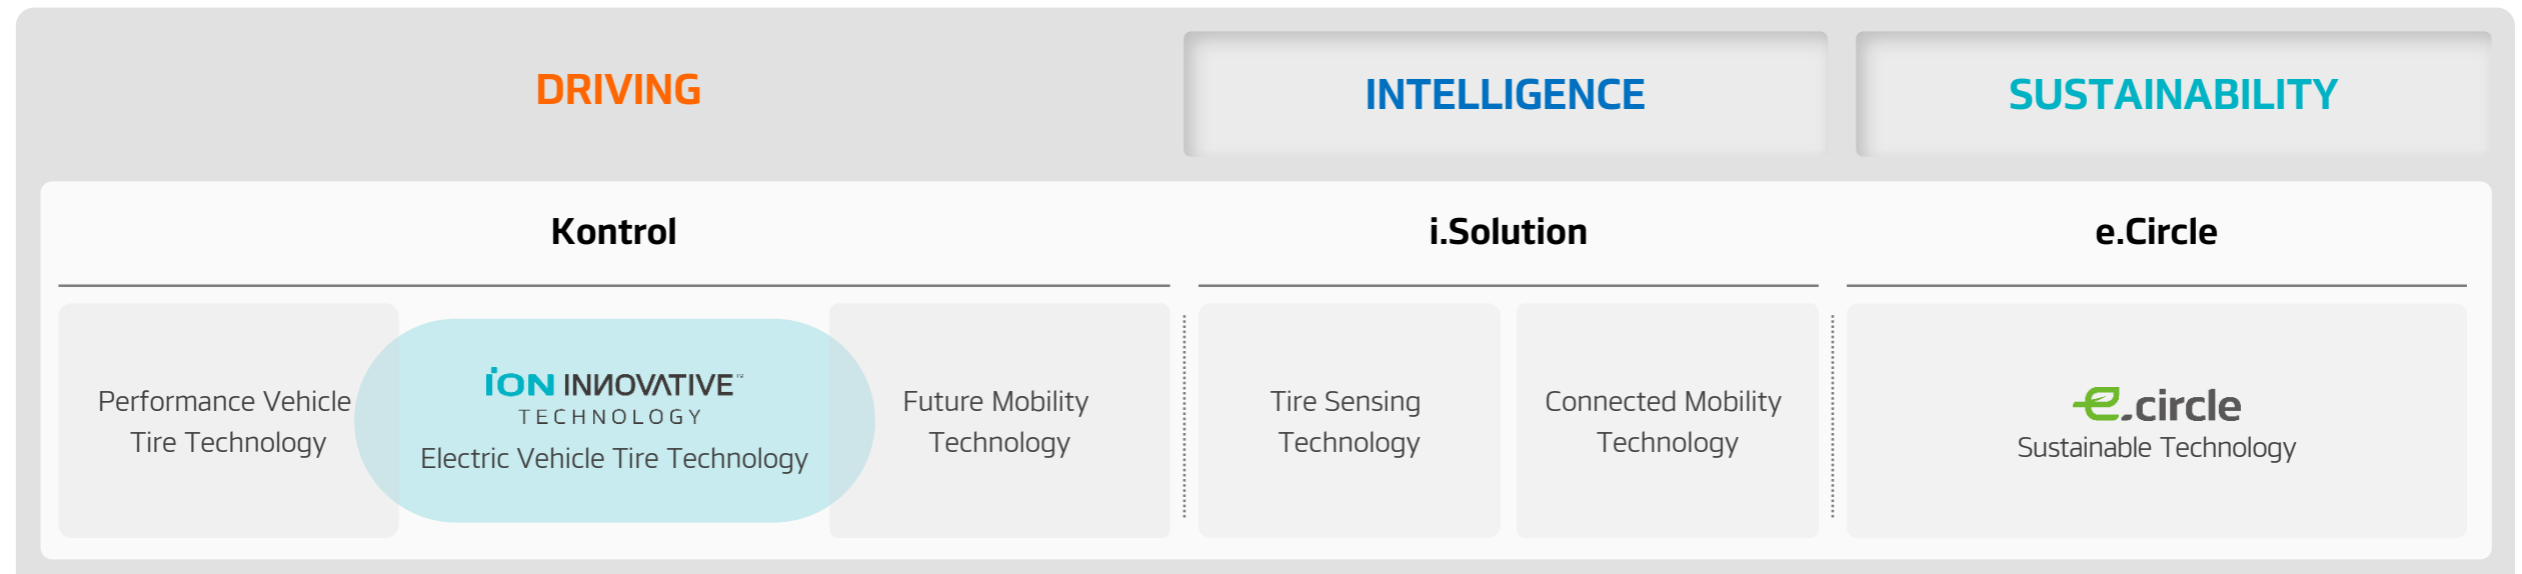 DRIVING
INTELLIGENCE
SUSTAINABILITY
Kontrol
i.Solution
e.Circle
Performance Vehicle
Tire Technology
iON INNOVATIVE™
TECHNOLOGY
Electric Vehicle Tire Technology
Future Mobility
Technology
Tire Sensing
Technology
Connected Mobility
Technology
e.circle
Sustainable Technology